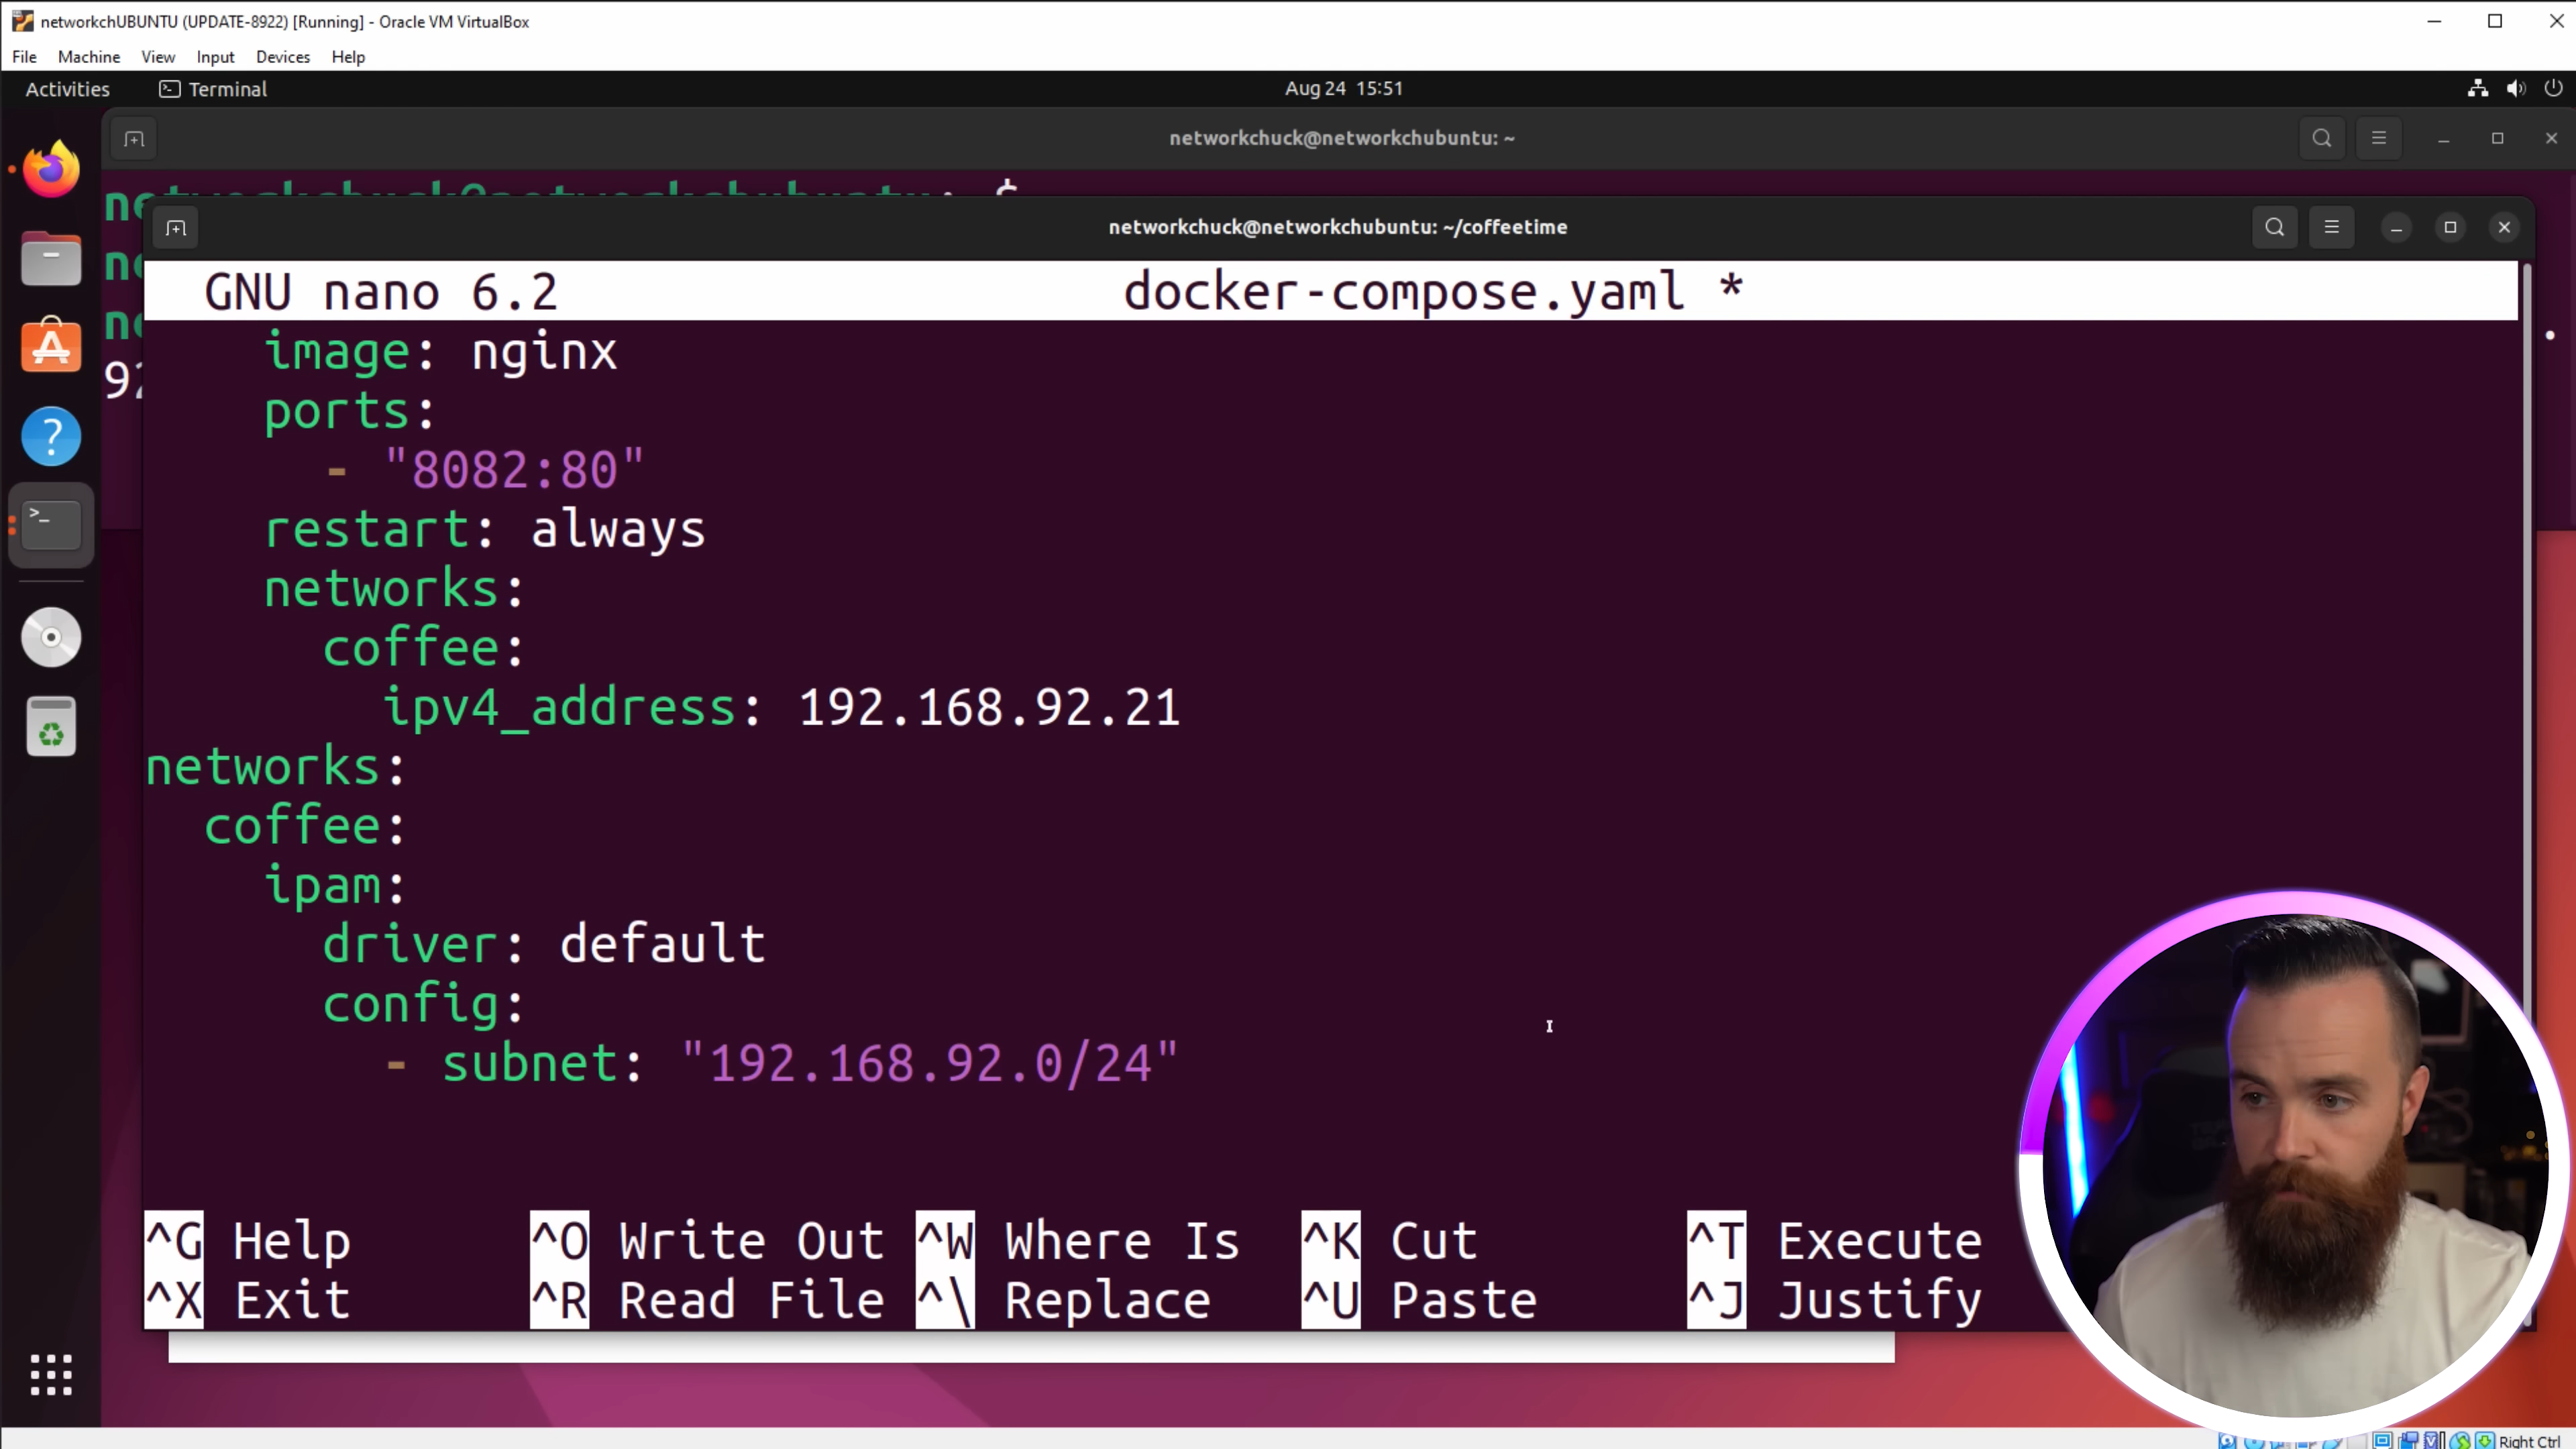 networkchUBUNTU (UPDATE-8922) [Running] - Oracle VM VirtualBox
File Machine View Input Devices Help
Activities Terminal Aug 24 15:51
networkchuck@networkchubuntu: ~
networkchuck@networkchubuntu: ~/coffeetime
GNU nano 6.2 docker-compose.yaml *
image: nginx
ports:
- "8082:80"
restart: always
networks:
coffee:
ipv4_address: 192.168.92.21
networks:
coffee:
ipam:
driver: default
config:
- subnet: "192.168.92.0/24"
^G Help ^O Write Out ^W Where Is ^K Cut ^T Execute
^X Exit ^R Read File ^\ Replace ^U Paste ^J Justify
Right Ctrl